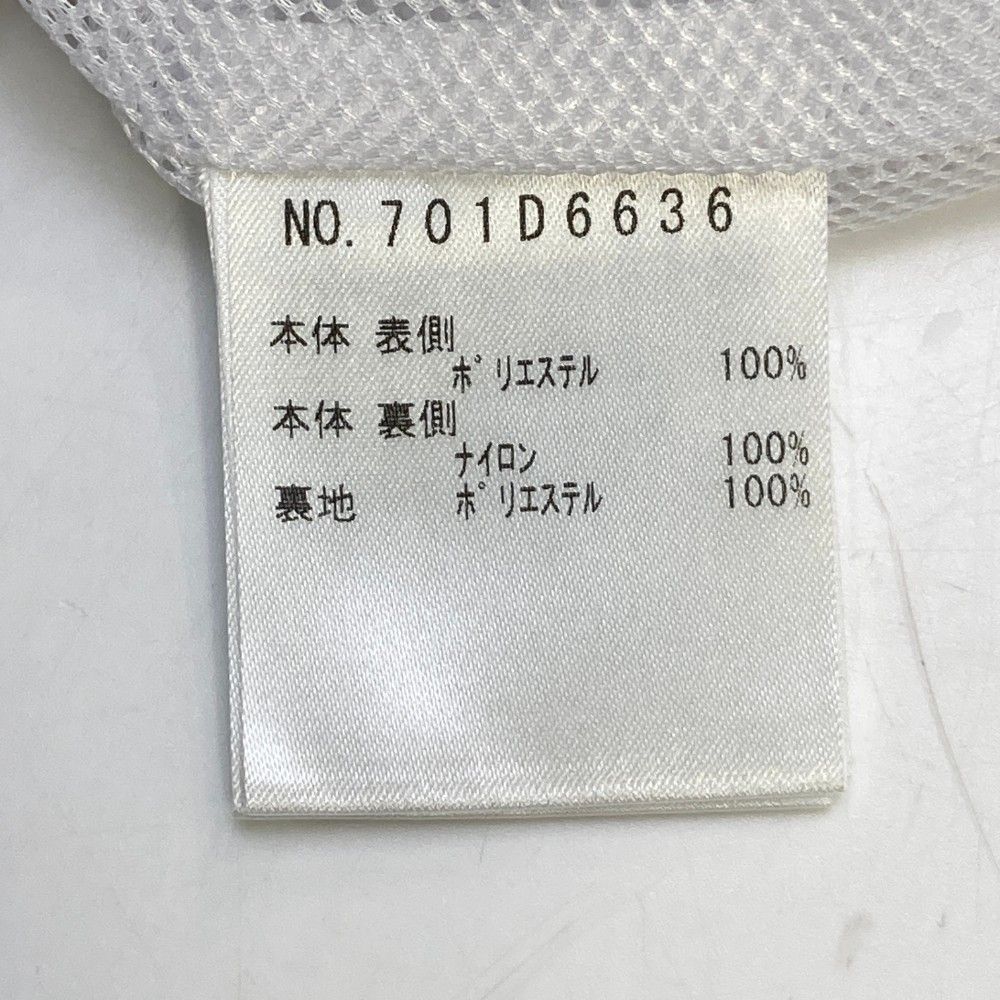 NO. 701D6636
本体 表側
ポリエステル 100%
本体 裏側
ナイロン 100%
裏地 ポリエステル 100%